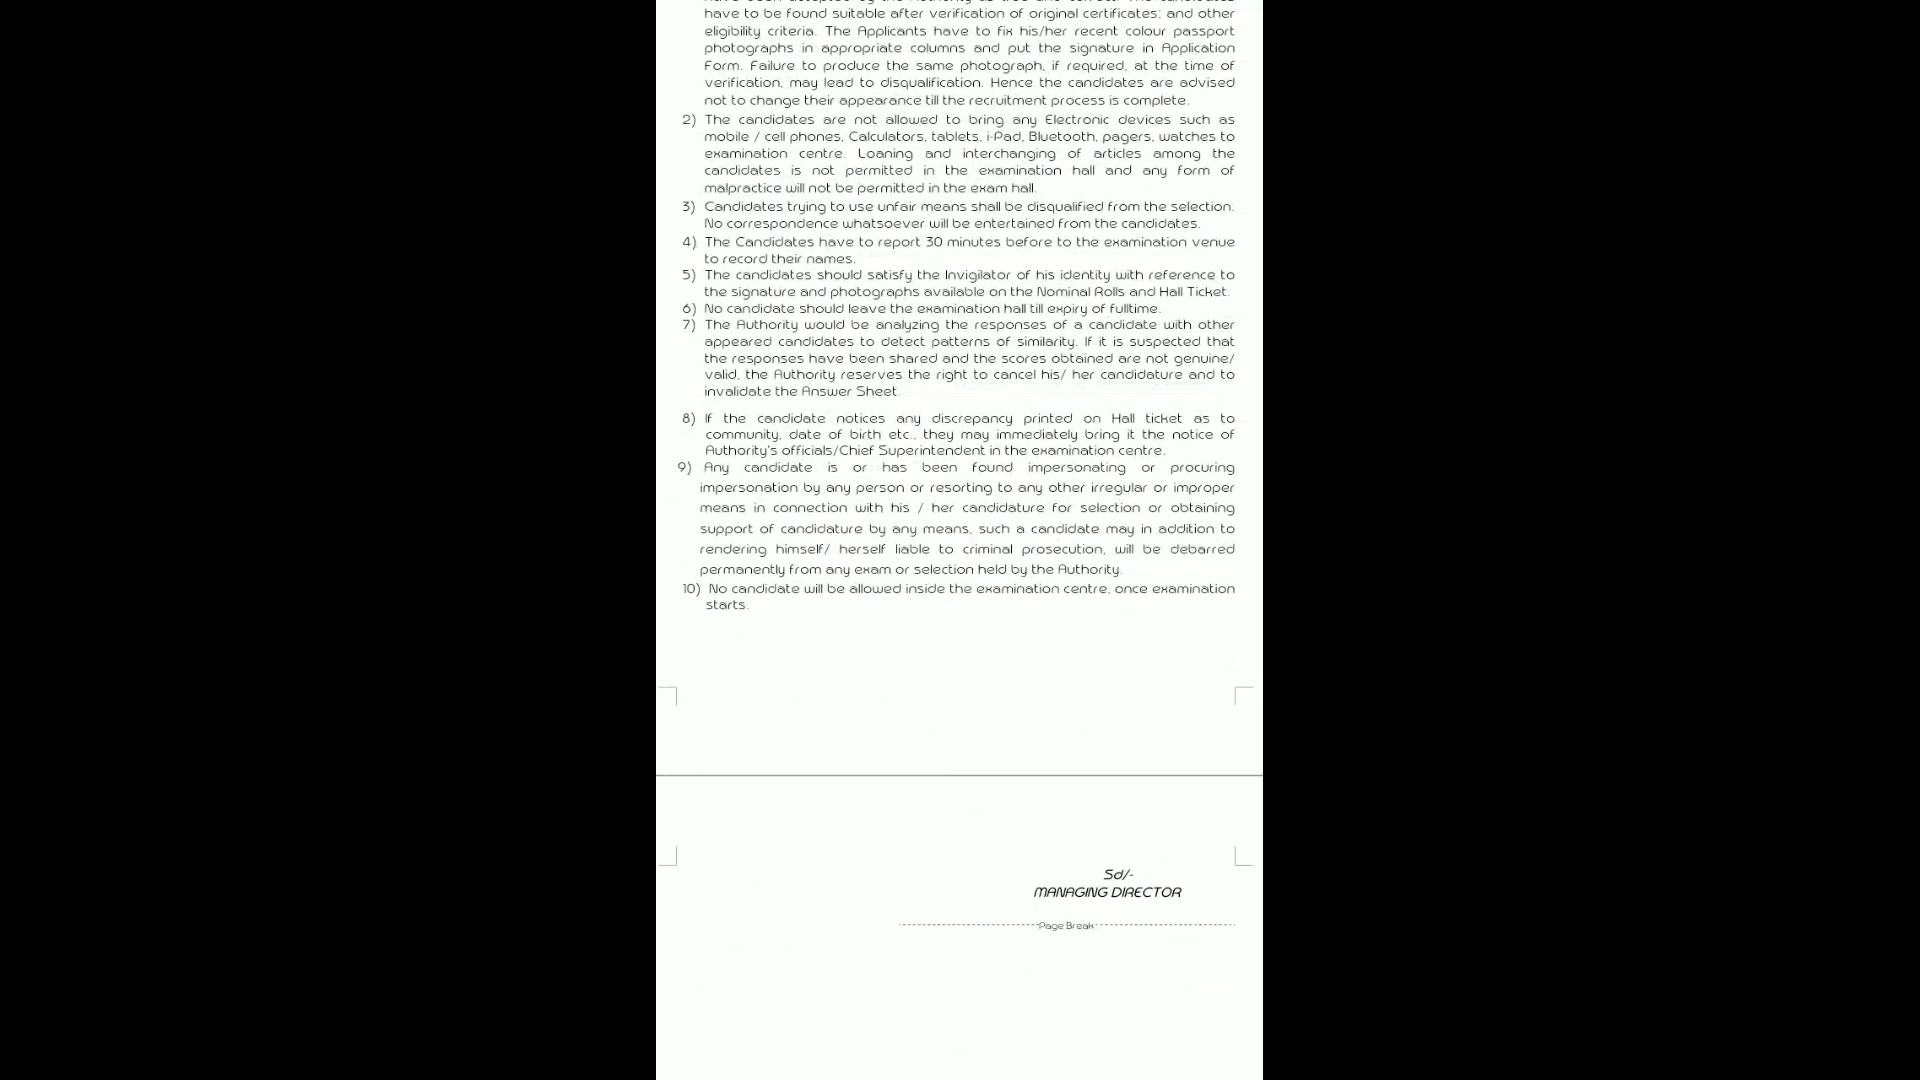 have to be found suitable after verification of original certificates; and other
eligibility criteria. The Applicants have to fix his/her recent colour passport
photographs in appropriate columns and put the signature in Application
Form. Failure to produce the same photograph, if required, at the time of
verification, may lead to disqualification. Hence the candidates are advised
not to change their appearance till the recruitment process is complete.
2) The candidates are not allowed to bring any Electronic devices such as
mobile / cell phones, Calculators, tablets, i-Pad, Bluetooth, pagers, watches to
examination centre. Loaning and interchanging of articles among the
candidates is not permitted in the examination hall and any form of
malpractice will not be permitted in the exam hall.
3) Candidates trying to use unfair means shall be disqualified from the selection.
No correspondence whatsoever will be entertained from the candidates.
4) The Candidates have to report 30 minutes before to the examination venue
to record their names.
5) The candidates should satisfy the Invigilator of his identity with reference to
the signature and photographs available on the Nominal Rolls and Hall Ticket.
6) No candidate should leave the examination hall till expiry of fulltime.
7) The Authority would be analyzing the responses of a candidate with other
appeared candidates to detect patterns of similarity. If it is suspected that
the responses have been shared and the scores obtained are not genuine/
valid, the Authority reserves the right to cancel his/ her candidature and to
invalidate the Answer Sheet.
8) If the candidate notices any discrepancy printed on Hall ticket as to
community, date of birth etc., they may immediately bring it the notice of
Authority's officials/Chief Superintendent in the examination centre.
9) Any candidate is or has been found impersonating or procuring
impersonation by any person or resorting to any other irregular or improper
means in connection with his / her candidature for selection or obtaining
support of candidature by any means, such a candidate may in addition to
rendering himself/ herself liable to criminal prosecution, will be debarred
permanently from any exam or selection held by the Authority.
10) No candidate will be allowed inside the examination centre, once examination
starts.
Sd/-
MANAGING DIRECTOR
Page Break